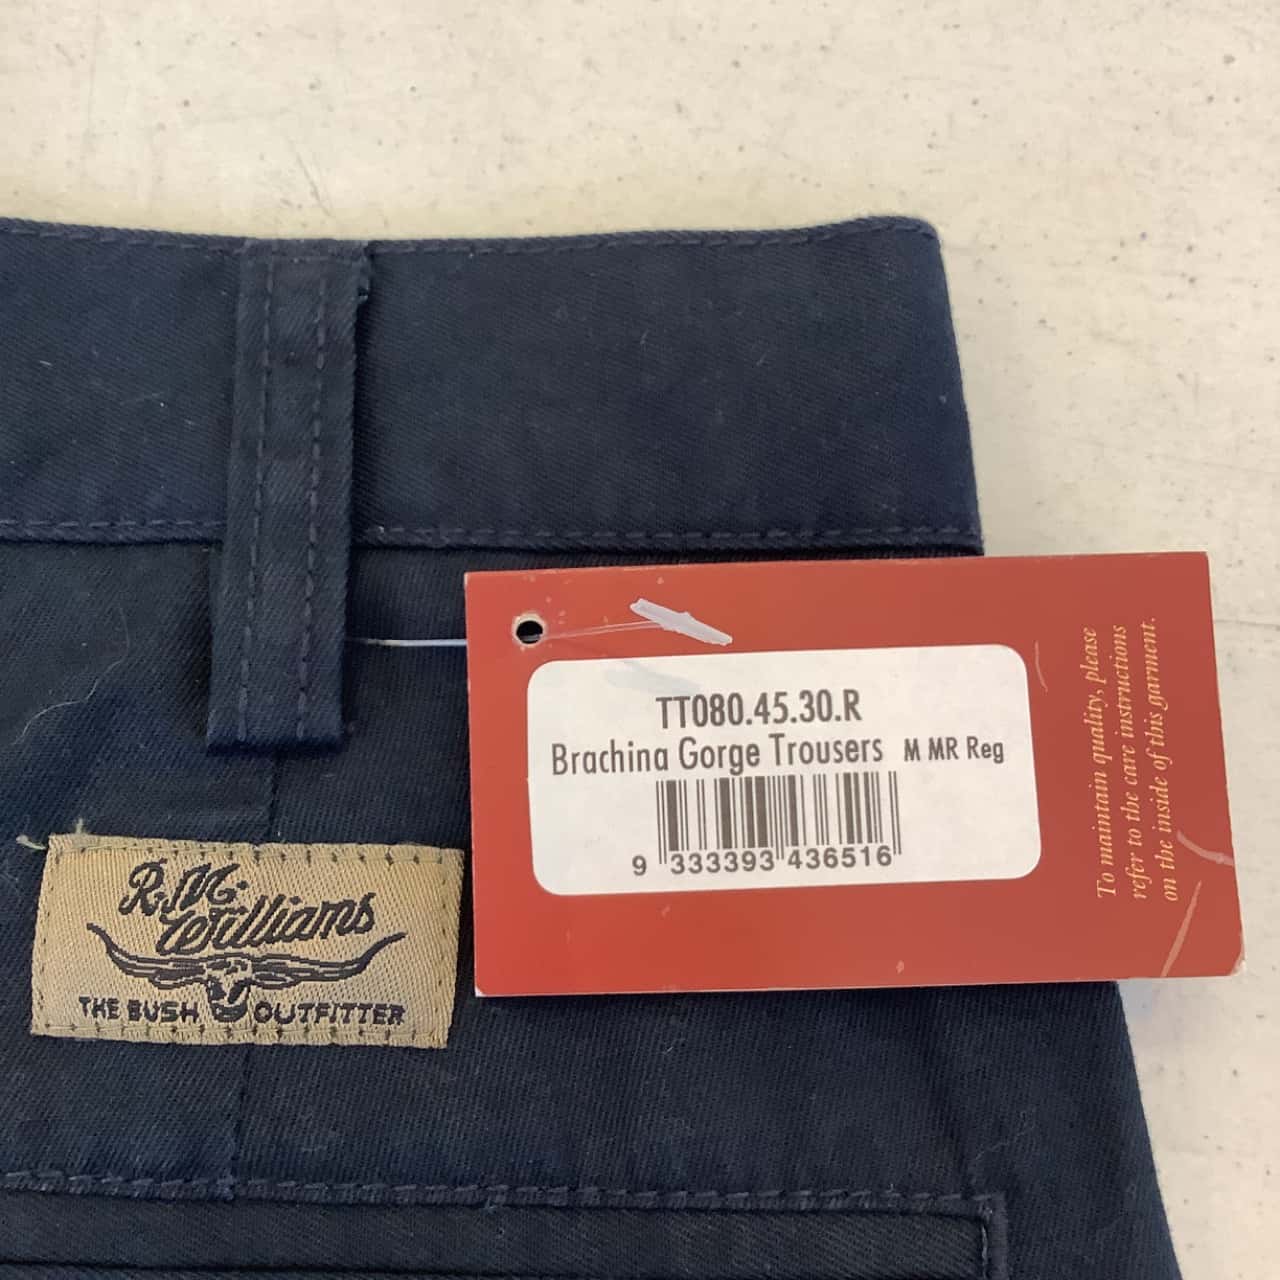 TT080.45.30.R
Brachina Gorge Trousers M MR Reg
9 333393 436516
To maintain quality, please
refer to the care instructions
on the inside of this garment.
R.M.
Williams
THE BUSH OUTFITTER